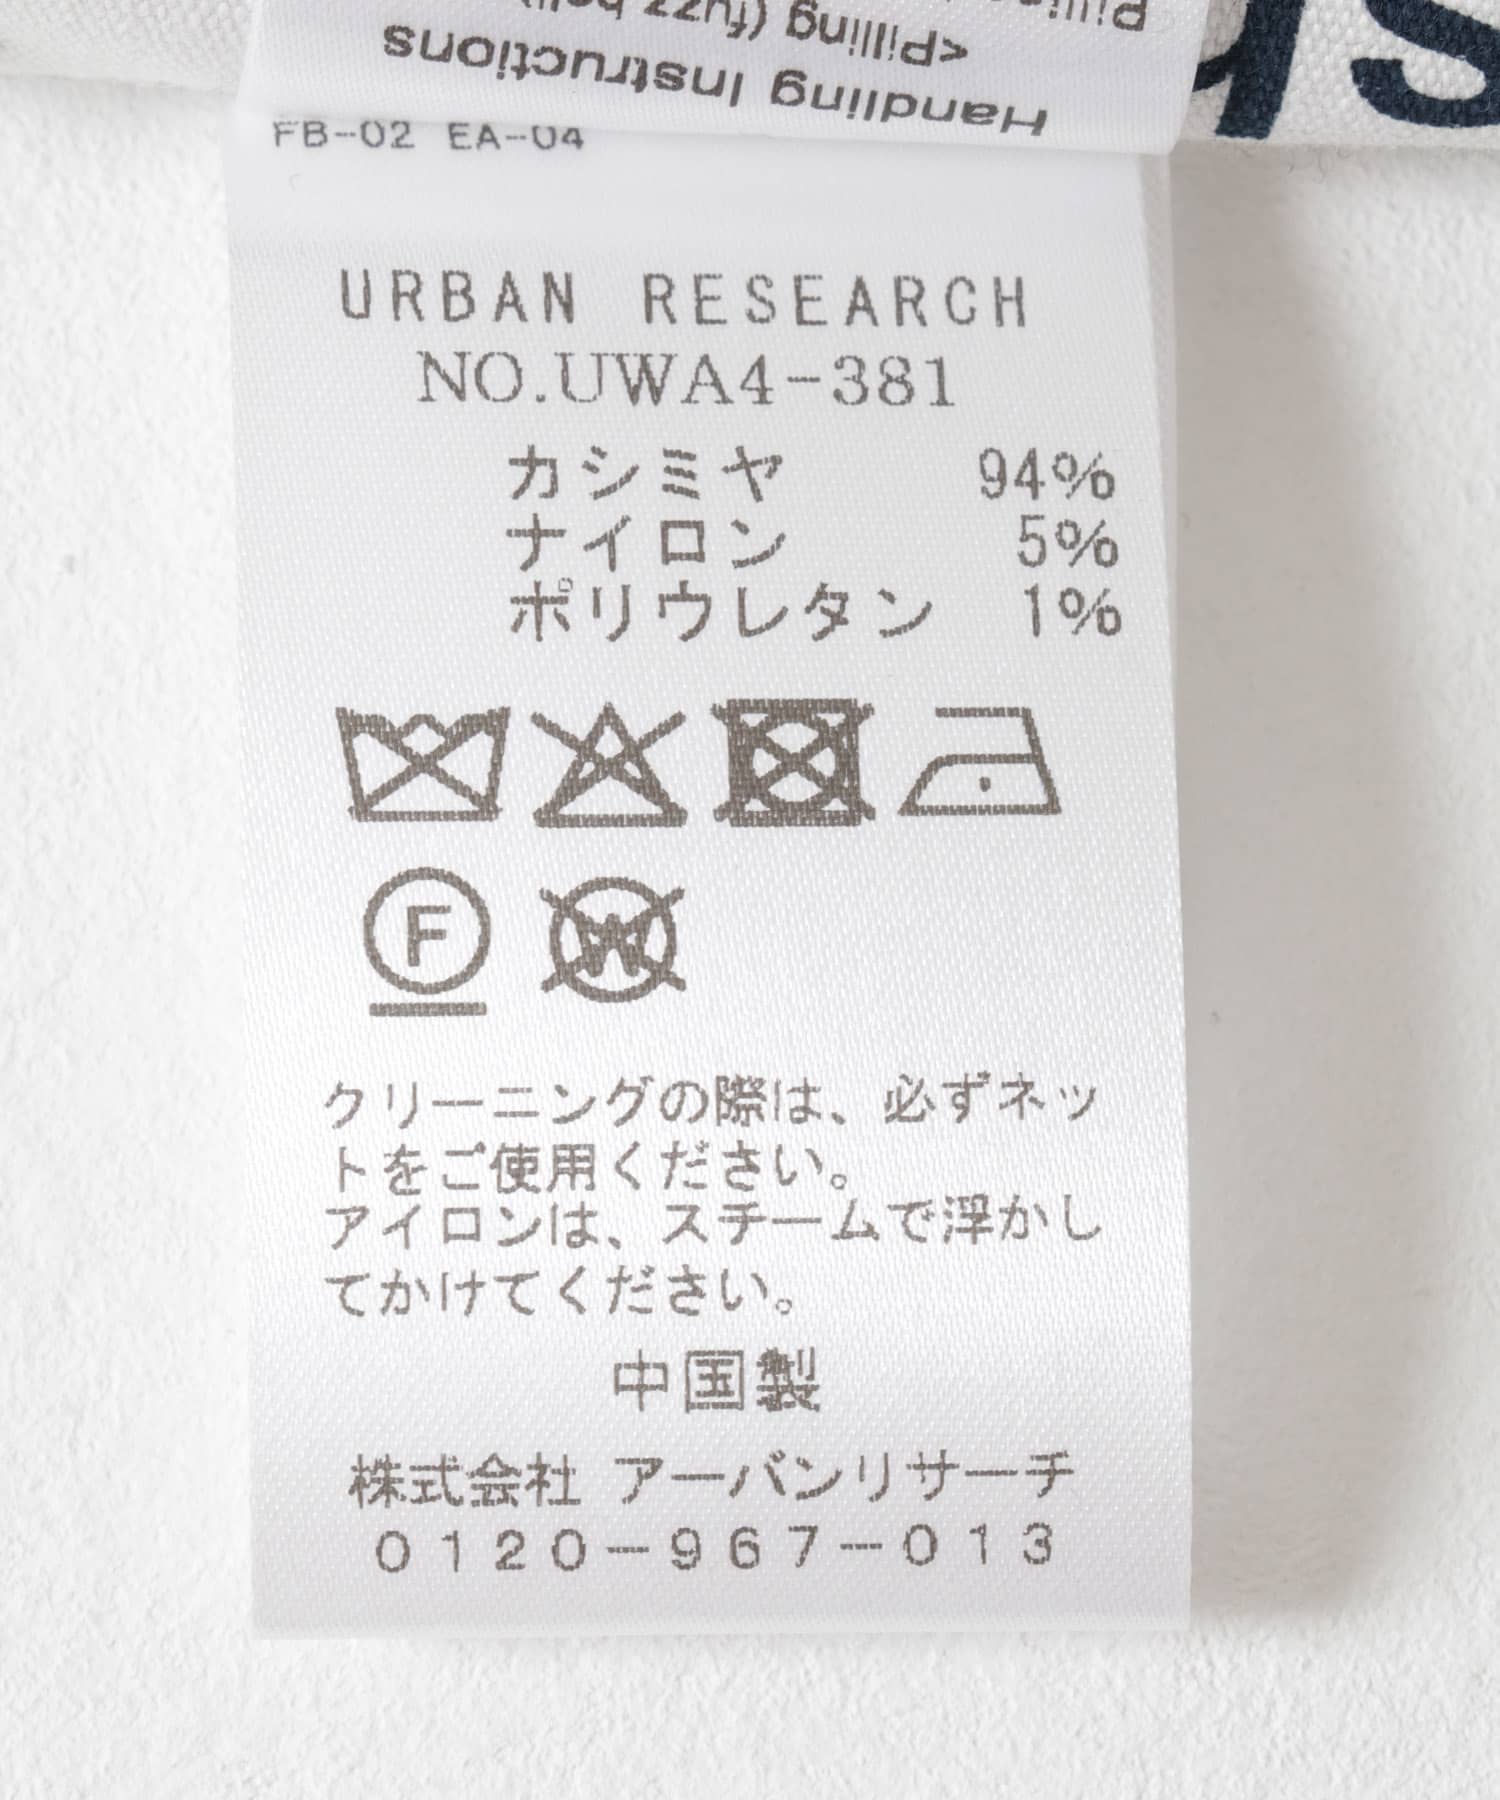 Pilling
<Pilling (fuzz ball)
Handling Instructions
FB-02 EA-04
URBAN RESEARCH
NO.UWA4-381
カシミヤ 94%
ナイロン 5%
ポリウレタン 1%
F
W
クリーニングの際は、必ずネッ
トをご使用ください。
アイロンは、スチームで浮かし
てかけてください。
中国製
株式会社 アーバンリサーチ
0120-967-013